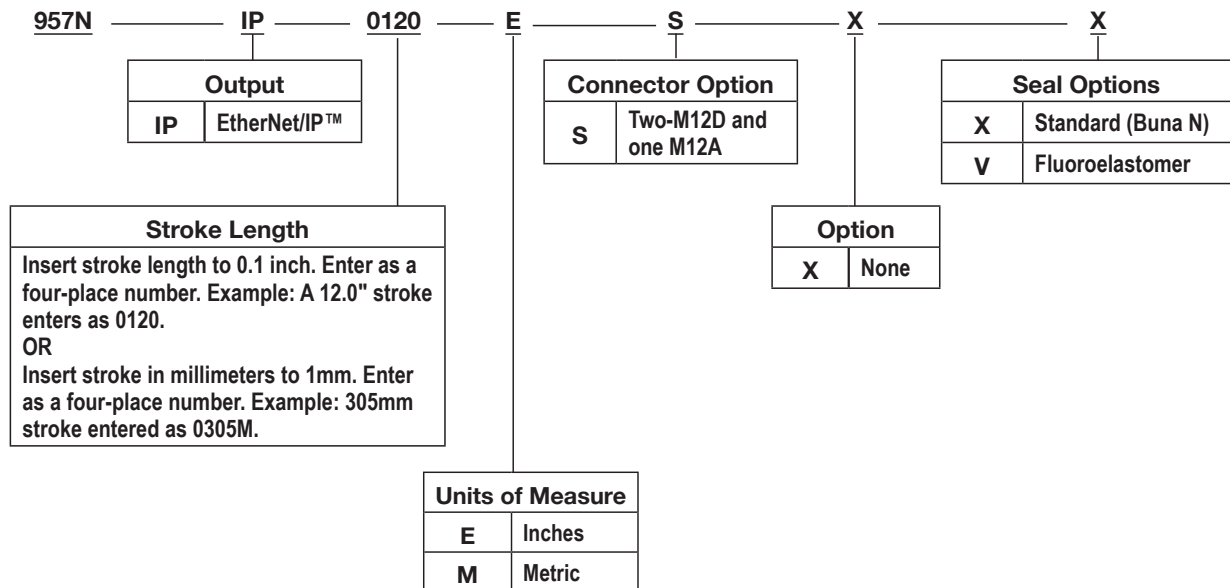 957N IP 0120 E S X X
Output
IP EtherNet/IP™
Connector Option
S Two-M12D and
one M12A
Seal Options
X Standard (Buna N)
V Fluoroelastomer
Stroke Length
Insert stroke length to 0.1 inch. Enter as a
four-place number. Example: A 12.0" stroke
enters as 0120.
OR
Insert stroke in millimeters to 1mm. Enter
as a four-place number. Example: 305mm
stroke entered as 0305M.
Option
X None
Units of Measure
E Inches
M Metric